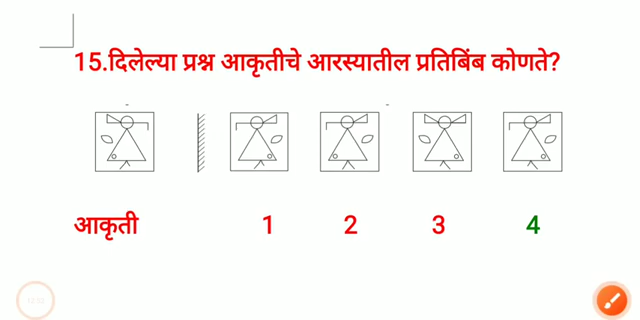 15.दिलेल्या प्रश्न आकृतीचे आरस्यातील प्रतिबिंब कोणते?
आकृती 1 2 3 4